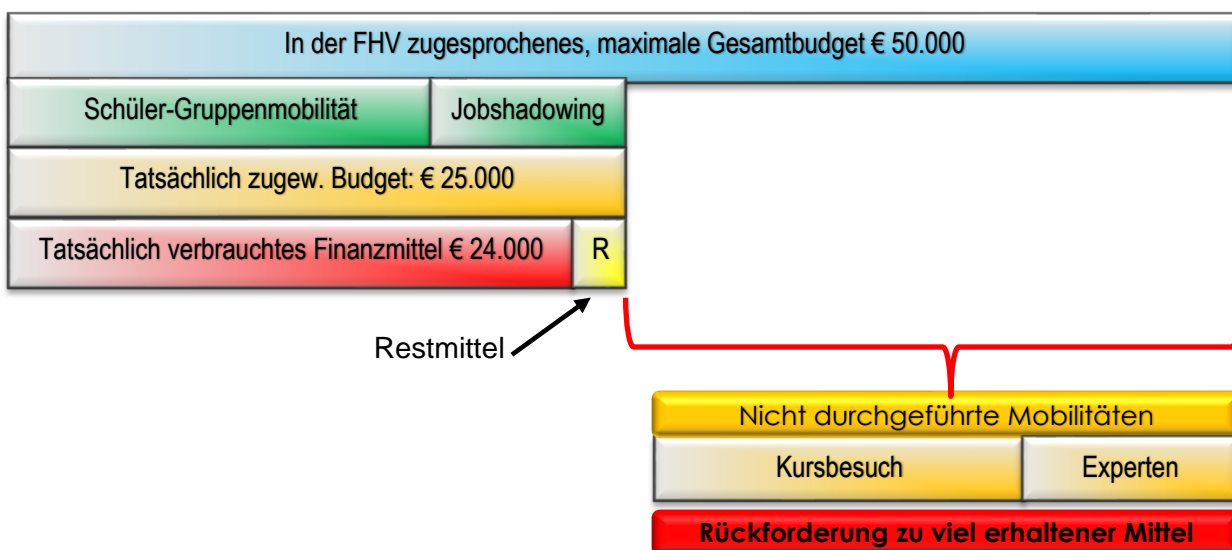 In der FHV zugesprochenes, maximale Gesamtbudget € 50.000
Schüler-Gruppenmobilität Jobshadowing
Tatsächlich zugew. Budget: € 25.000
Tatsächlich verbrauchtes Finanzmittel € 24.000 R
Restmittel
Nicht durchgeführte Mobilitäten
Kursbesuch Experten
Rückforderung zu viel erhaltener Mittel